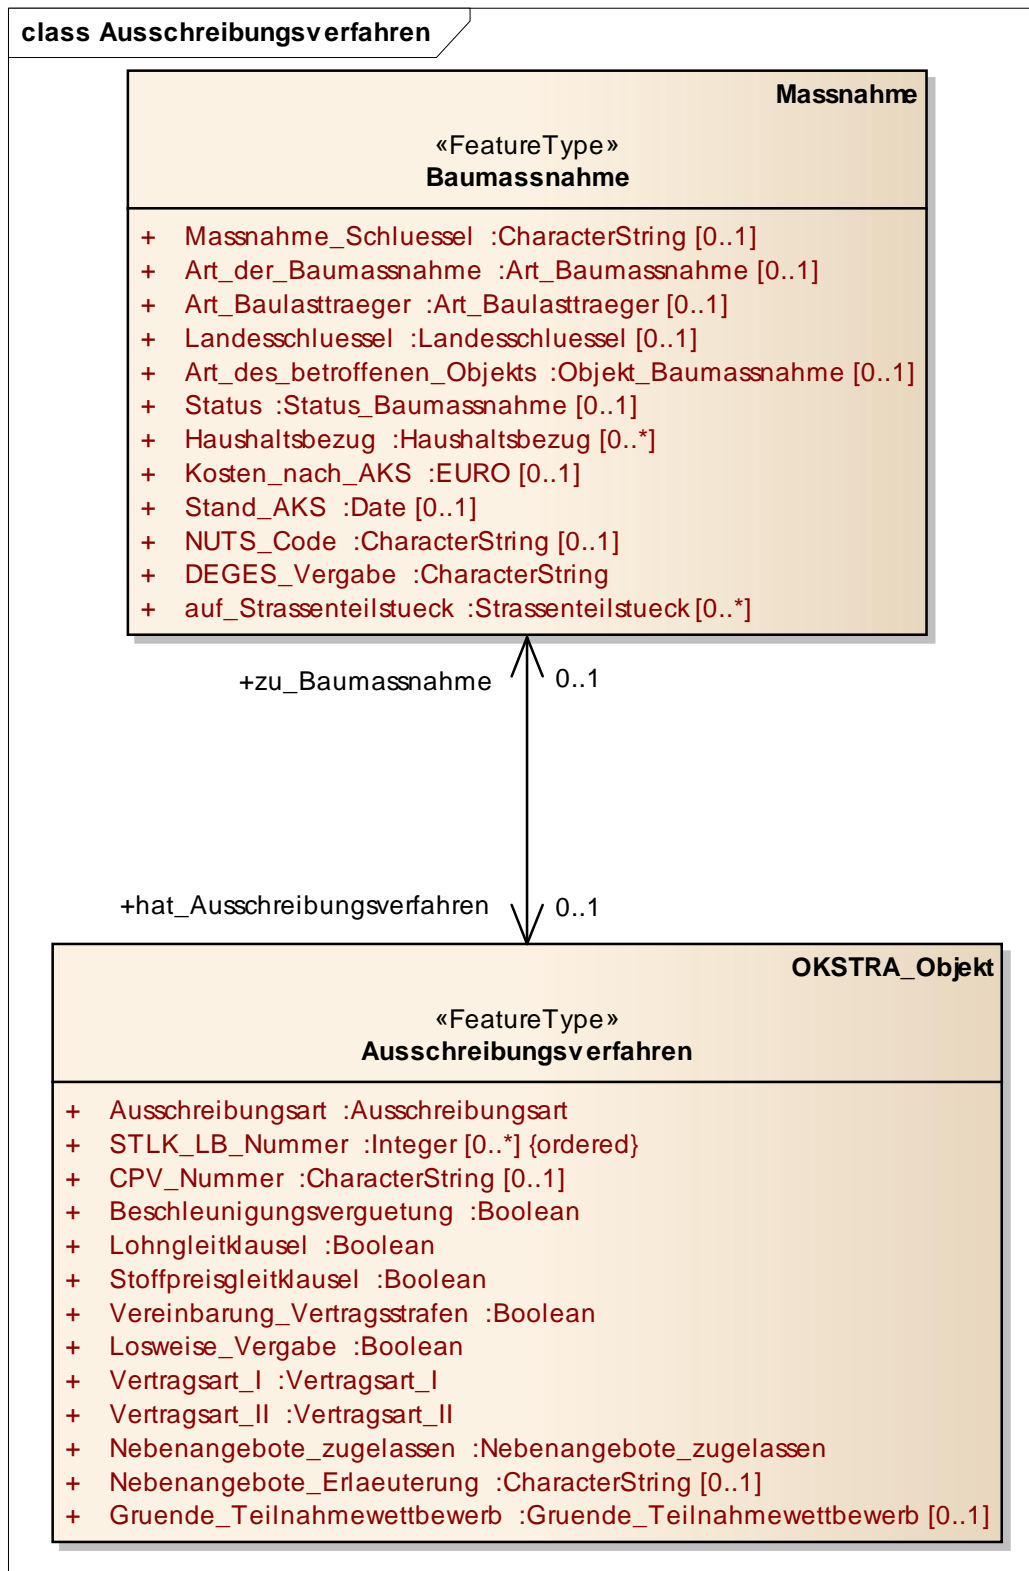 class Ausschreibungsverfahren
Massnahme
«FeatureType»
Baumassnahme
+ Massnahme_Schluessel :CharacterString [0..1]
+ Art_der_Baumassnahme :Art_Baumassnahme [0..1]
+ Art_Baulasttraeger :Art_Baulasttraeger [0..1]
+ Landesschluessel :Landesschluessel [0..1]
+ Art_des_betroffenen_Objekts :Objekt_Baumassnahme [0..1]
+ Status :Status_Baumassnahme [0..1]
+ Haushaltsbezug :Haushaltsbezug [0..*]
+ Kosten_nach_AKS :EURO [0..1]
+ Stand_AKS :Date [0..1]
+ NUTS_Code :CharacterString [0..1]
+ DEGES_Vergabe :CharacterString
+ auf_Strassenteilstueck :Strassenteilstueck [0..*]
+zu_Baumassnahme 0..1
+hat_Ausschreibungsverfahren 0..1
OKSTRA_Objekt
«FeatureType»
Ausschreibungsverfahren
+ Ausschreibungsart :Ausschreibungsart
+ STLK_LB_Nummer :Integer [0..*] {ordered}
+ CPV_Nummer :CharacterString [0..1]
+ Beschleunigungsverguetung :Boolean
+ Lohngleitklausel :Boolean
+ Stoffpreisgleitklausel :Boolean
+ Vereinbarung_Vertragsstrafen :Boolean
+ Losweise_Vergabe :Boolean
+ Vertragsart_I :Vertragsart_I
+ Vertragsart_II :Vertragsart_II
+ Nebenangebote_zugelassen :Nebenangebote_zugelassen
+ Nebenangebote_Erlaeuterung :CharacterString [0..1]
+ Gruende_Teilnahmewettbewerb :Gruende_Teilnahmewettbewerb [0..1]